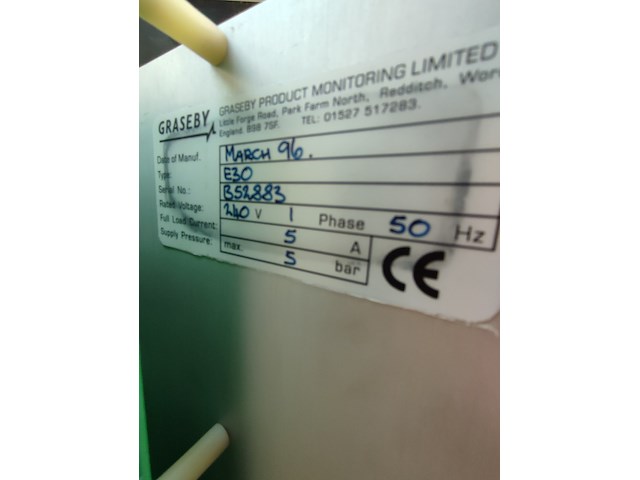 GRASEBY
GRASEBY PRODUCT MONITORING LIMITED
Little Forge Road, Park Farm North, Redditch,
England. B98 7SF. TEL: 01527 517283.
Date of Manuf. MARCH 96.
Type: E30
Serial No.: B52883
Rated Voltage: 240 V 1 Phase 50 Hz
Full Load Current: 5 A
Supply Pressure: max. 5 bar
CE